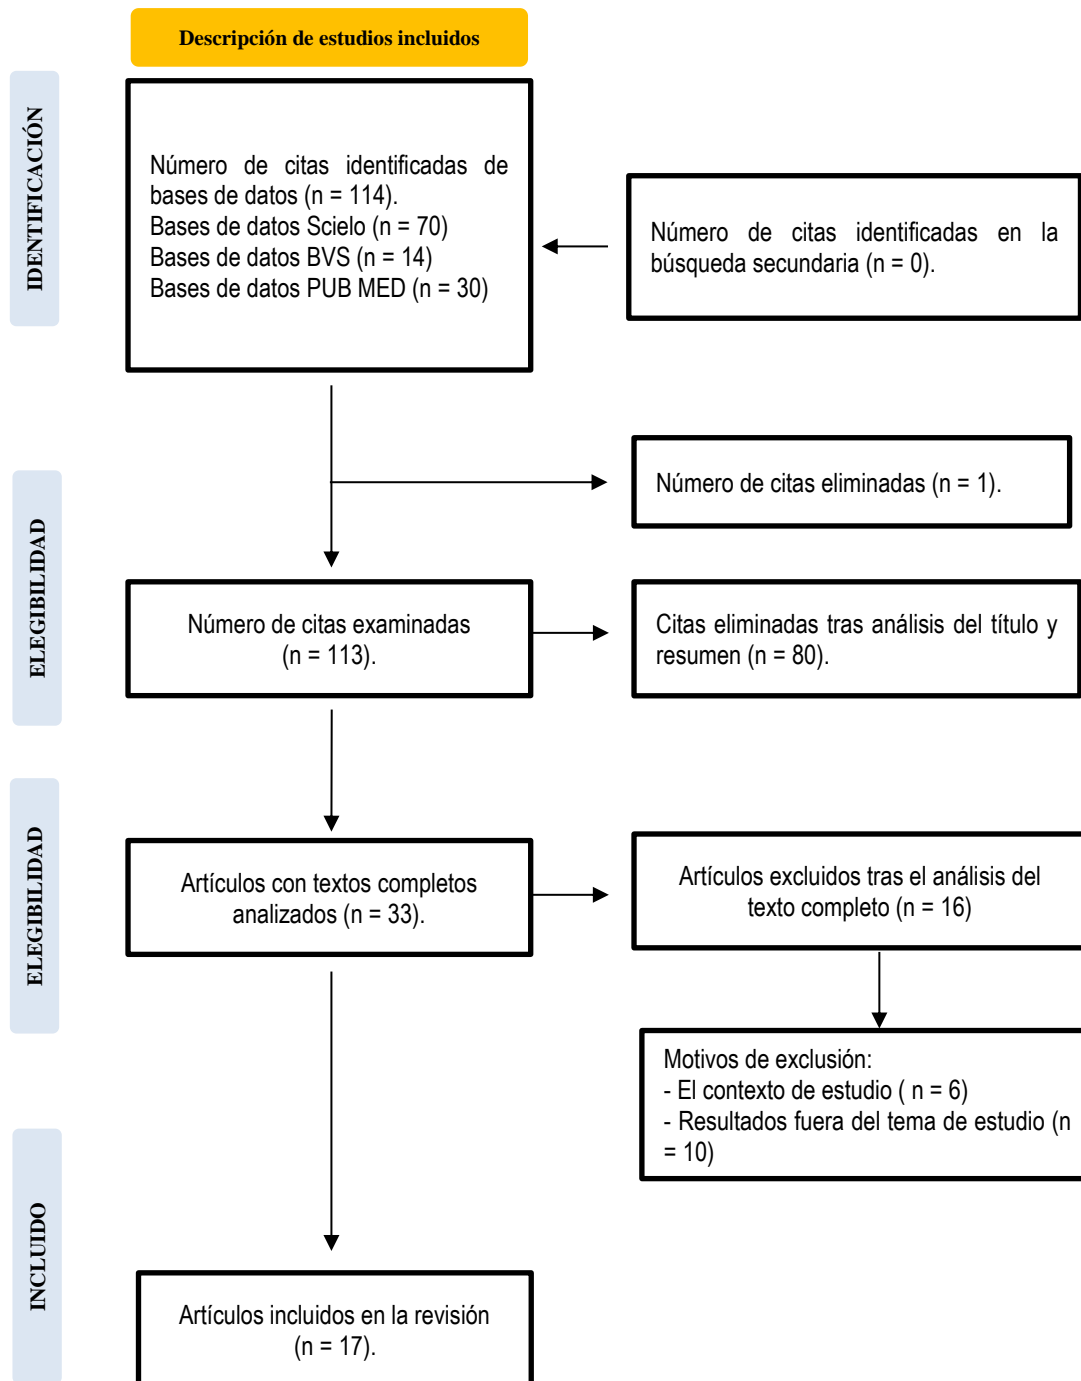 Descripción de estudios incluidos
IDENTIFICACIÓN
Número de citas identificadas de
bases de datos (n = 114).
Bases de datos Scielo (n = 70)
Bases de datos BVS (n = 14)
Bases de datos PUB MED (n = 30)
Número de citas identificadas en la
búsqueda secundaria (n = 0).
Número de citas eliminadas (n = 1).
ELEGIBILIDAD
Número de citas examinadas
(n = 113).
Citas eliminadas tras análisis del título y
resumen (n = 80).
ELEGIBILIDAD
Artículos con textos completos
analizados (n = 33).
Artículos excluidos tras el análisis del
texto completo (n = 16)
Motivos de exclusión:
- El contexto de estudio ( n = 6)
- Resultados fuera del tema de estudio (n
= 10)
INCLUIDO
Artículos incluidos en la revisión
(n = 17).